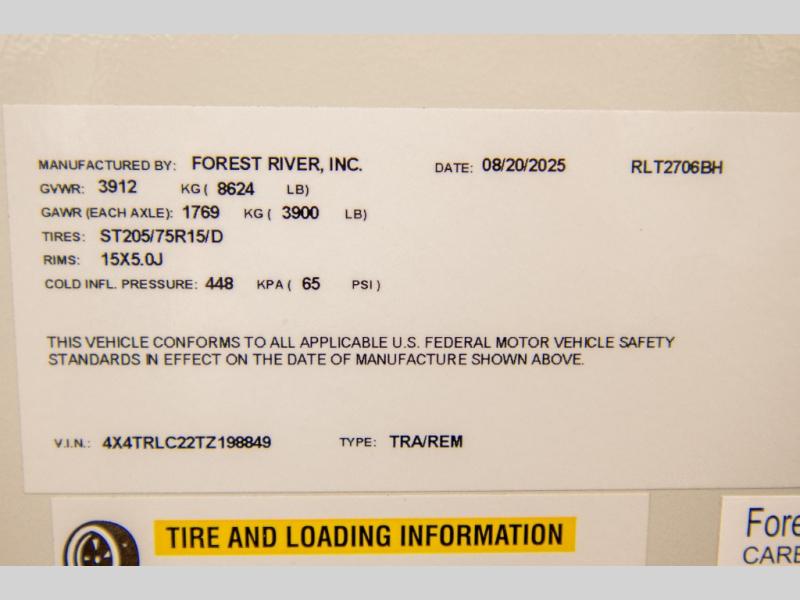 MANUFACTURED BY: FOREST RIVER, INC. DATE: 08/20/2025 RLT2706BH
GVWR: 3912 KG ( 8624 LB)
GAWR (EACH AXLE): 1769 KG ( 3900 LB)
TIRES: ST205/75R15/D
RIMS: 15X5.0J
COLD INFL. PRESSURE: 448 KPA ( 65 PSI )
THIS VEHICLE CONFORMS TO ALL APPLICABLE U.S. FEDERAL MOTOR VEHICLE SAFETY
STANDARDS IN EFFECT ON THE DATE OF MANUFACTURE SHOWN ABOVE.
V.I.N.: 4X4TRLC22TZ198849 TYPE: TRA/REM
TIRE AND LOADING INFORMATION
Fore
CARE